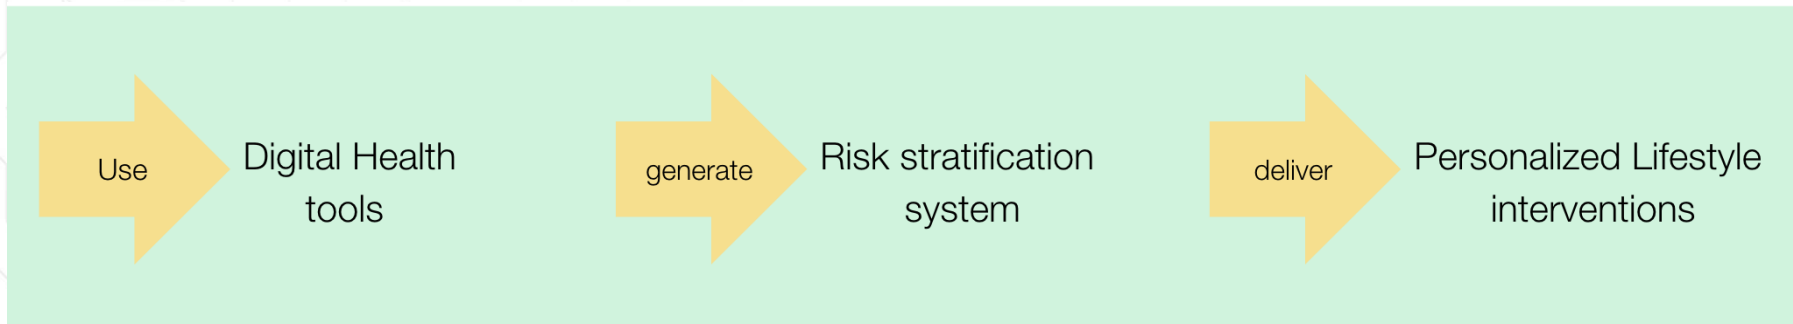 Use
Digital Health
tools
generate
Risk stratification
system
deliver
Personalized Lifestyle
interventions